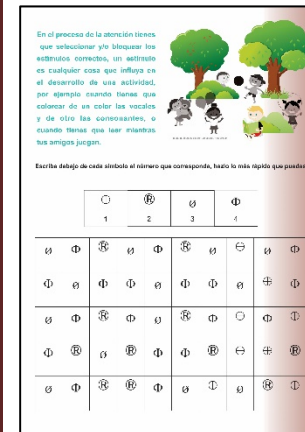 En el proceso de la atención tienes
que seleccionar y/o bloquear los
estímulos correctos, un estímulo
es cualquier cosa que influya en
el desarrollo de una actividad,
por ejemplo cuando tienes que
colorear de un color las vocales
y de otro las consonantes, o
cuando tienes que leer mientras
tus amigos juegan.
Escribe debajo de cada símbolo el número que corresponda, hazlo lo más rápido que puedas
○ Ⓡ ∅ Φ
1 2 3 4
∅ Φ Ⓡ ∅ Φ Ⓡ ∅ ⊖ ∅ Φ
Φ ∅ Φ Φ ∅ Φ Φ ∅ ⊕ Φ
∅ Φ Ⓡ Φ ∅ Ⓡ Φ ○ Φ
Φ Ⓡ ∅ Ⓡ Φ Φ Ⓡ ⊖ ⊕ Ⓡ
∅ Φ Ⓡ Ⓡ Φ ∅ ∅ Ⓡ